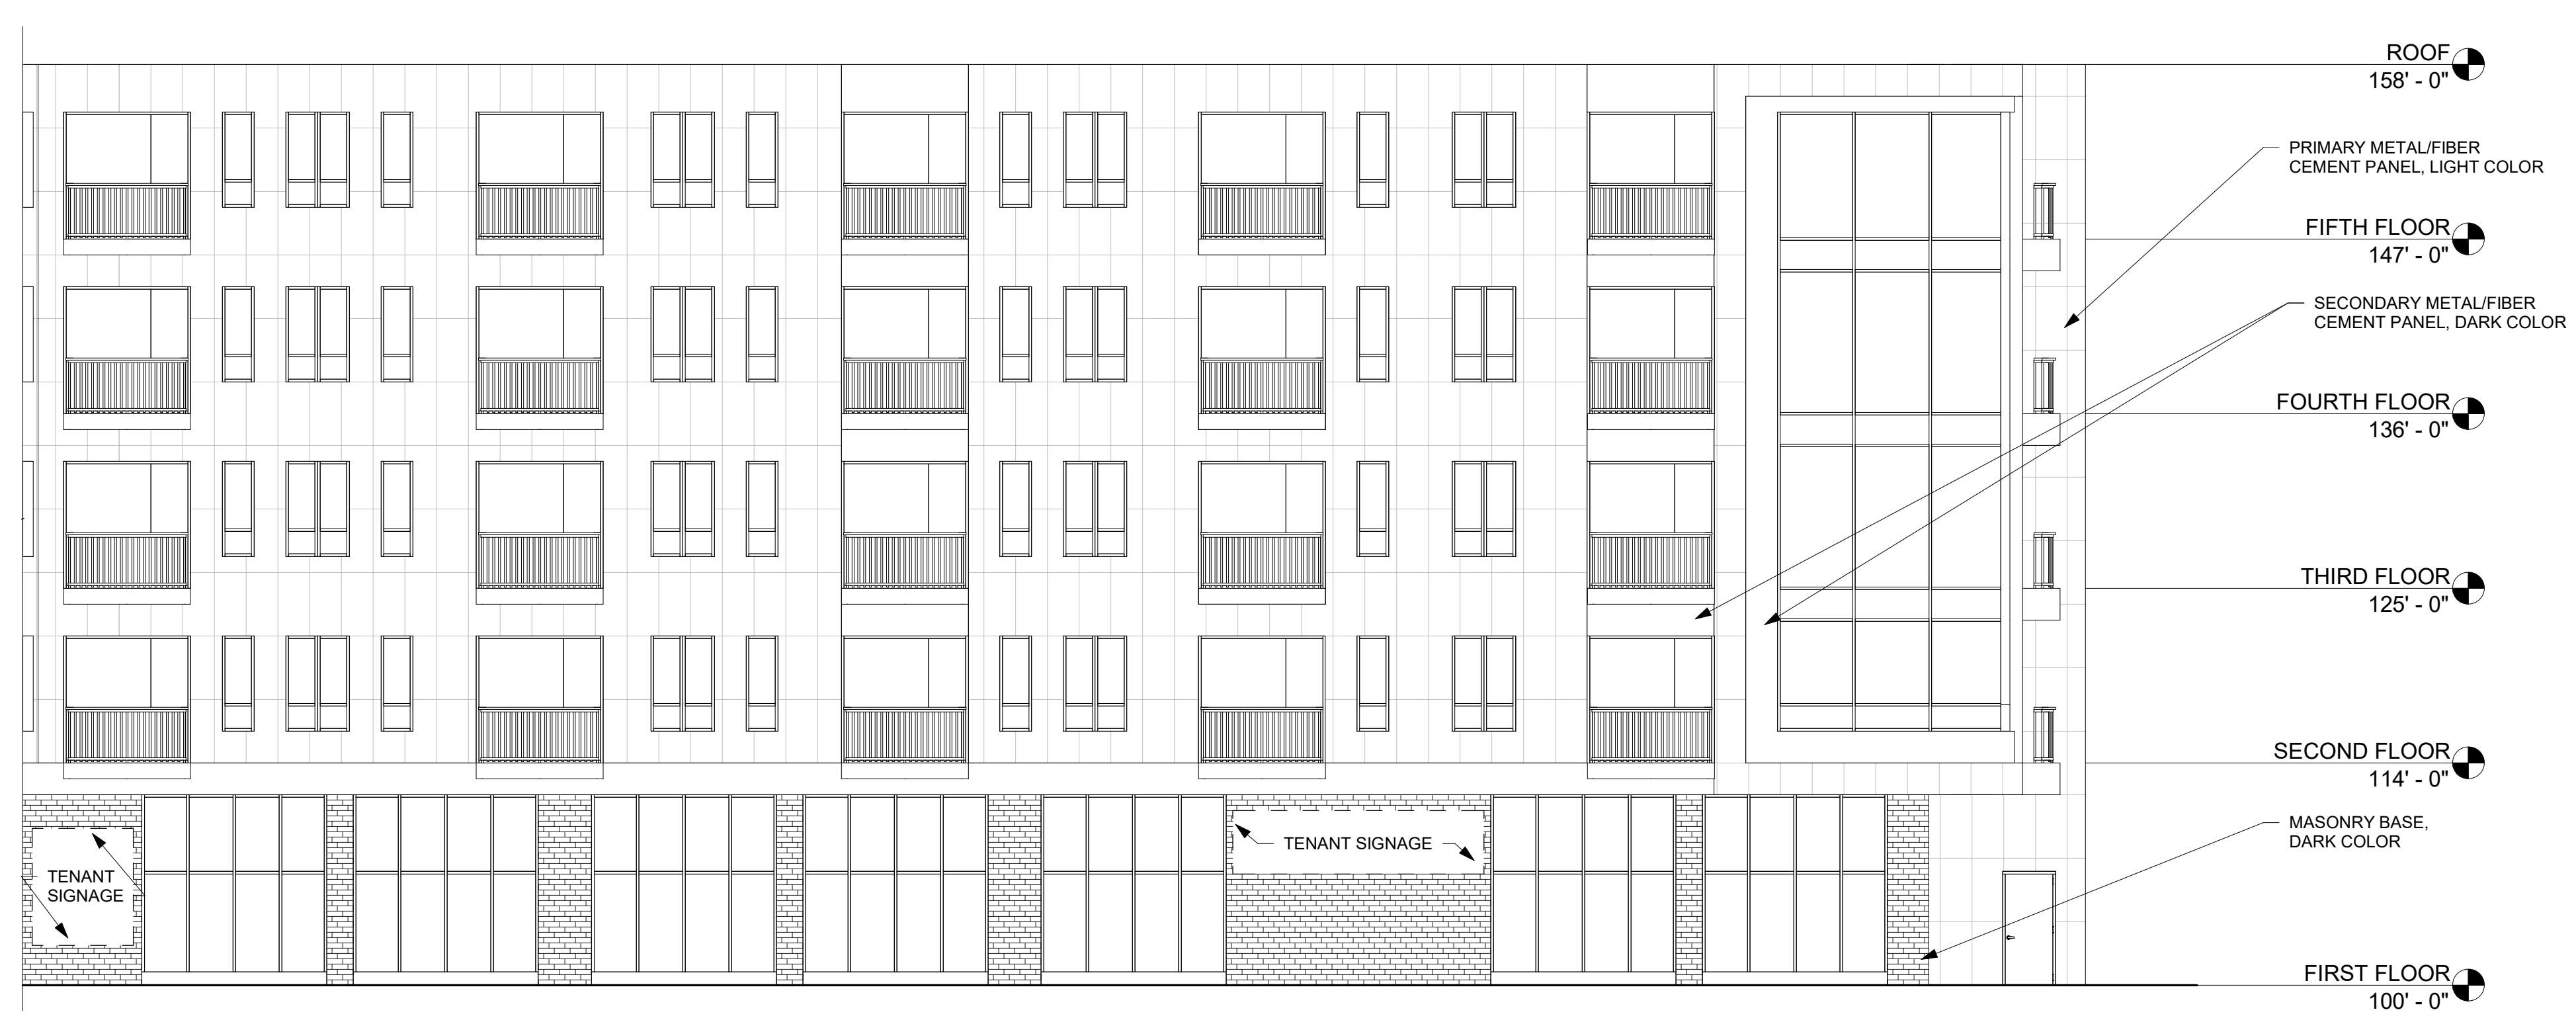 ROOF
158' - 0"
PRIMARY METAL/FIBER
CEMENT PANEL, LIGHT COLOR
FIFTH FLOOR
147' - 0"
SECONDARY METAL/FIBER
CEMENT PANEL, DARK COLOR
FOURTH FLOOR
136' - 0"
THIRD FLOOR
125' - 0"
SECOND FLOOR
114' - 0"
MASONRY BASE,
DARK COLOR
TENANT SIGNAGE
TENANT
SIGNAGE
FIRST FLOOR
100' - 0"